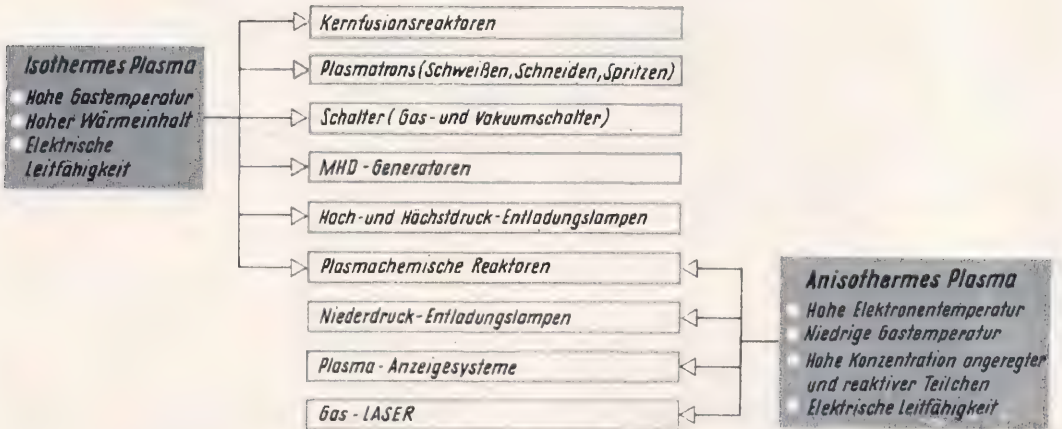 Isothermes Plasma
Hohe Gastemperatur
Hoher Wärmeinhalt
Elektrische
Leitfähigkeit
Kernfusionsreaktoren
Plasmatrons (Schweißen, Schneiden, Spritzen)
Schalter (Gas- und Vakuumschalter)
MHD - Generatoren
Hoch- und Höchstdruck-Entladungslampen
Plasmachemische Reaktoren
Niederdruck-Entladungslampen
Plasma - Anzeigesysteme
Gas - LASER
Anisothermes Plasma
Hohe Elektronentemperatur
Niedrige Gastemperatur
Hohe Konzentration angeregter
und reaktiver Teilchen
Elektrische Leitfähigkeit